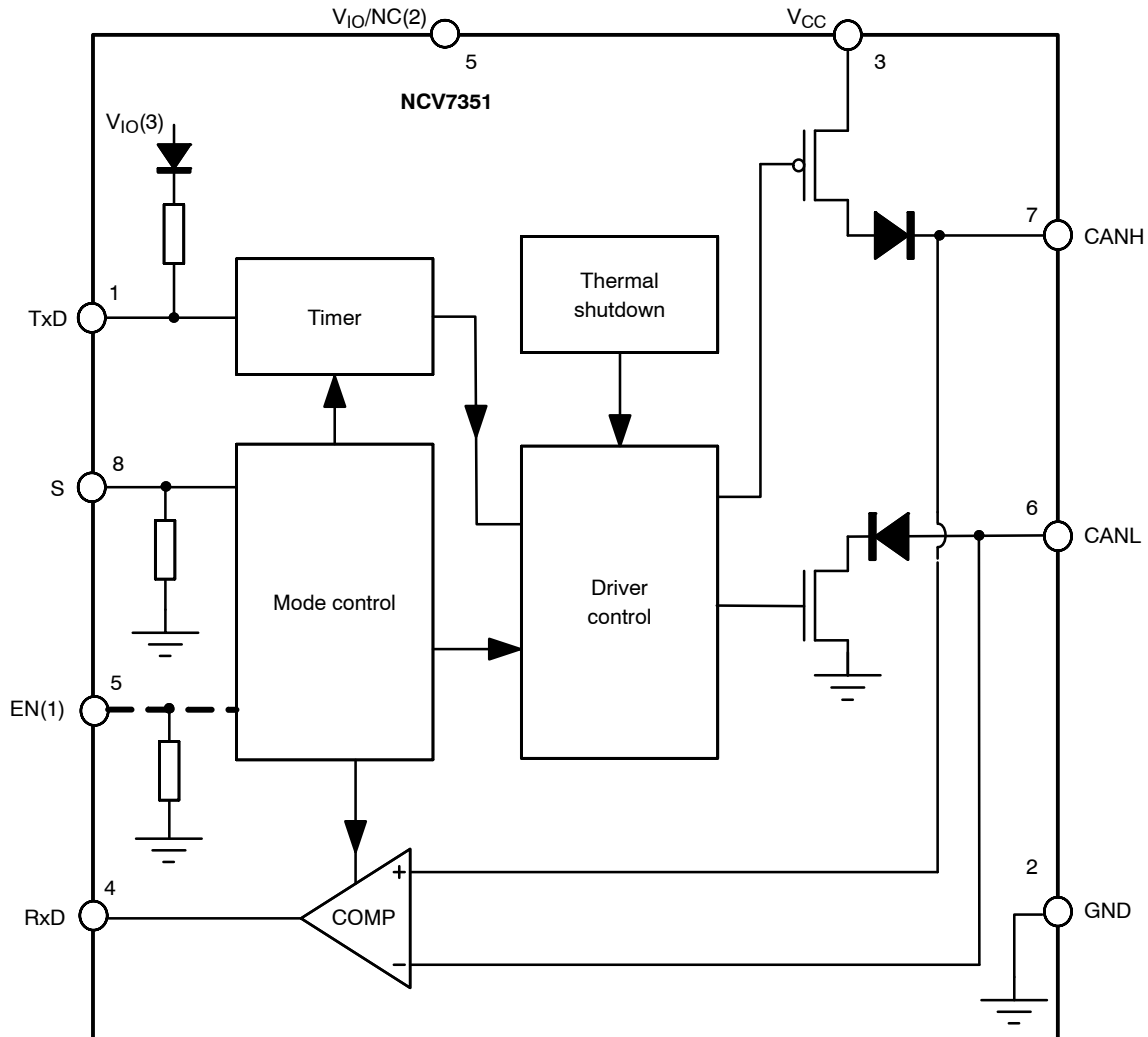 V_IO/NC(2)
5
V_CC
3
NCV7351
V_IO(3)
7
CANH
Thermal
shutdown
1
TxD
Timer
8
S
6
CANL
Mode control
Driver
control
5
EN(1)
+
4
RxD
COMP
2
GND
−